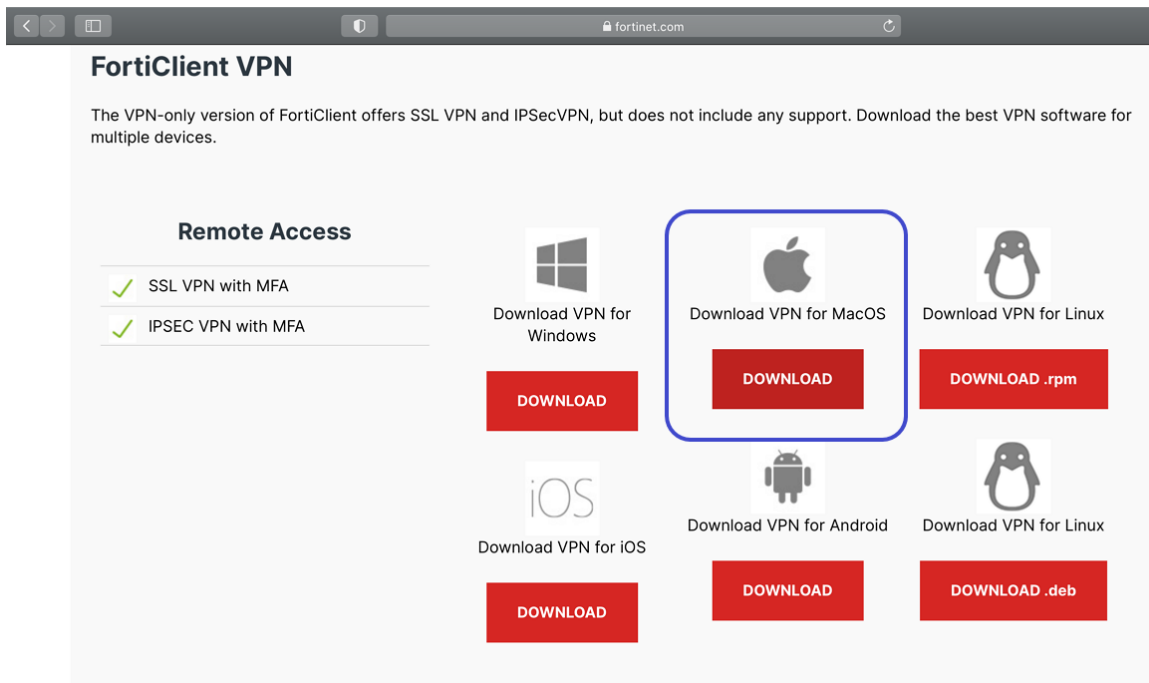 fortinet.com
FortiClient VPN
The VPN-only version of FortiClient offers SSL VPN and IPSecVPN, but does not include any support. Download the best VPN software for
multiple devices.
Remote Access
SSL VPN with MFA
IPSEC VPN with MFA
Download VPN for
Windows
DOWNLOAD
Download VPN for MacOS
DOWNLOAD
Download VPN for Linux
DOWNLOAD .rpm
iOS
Download VPN for iOS
DOWNLOAD
Download VPN for Android
DOWNLOAD
Download VPN for Linux
DOWNLOAD .deb